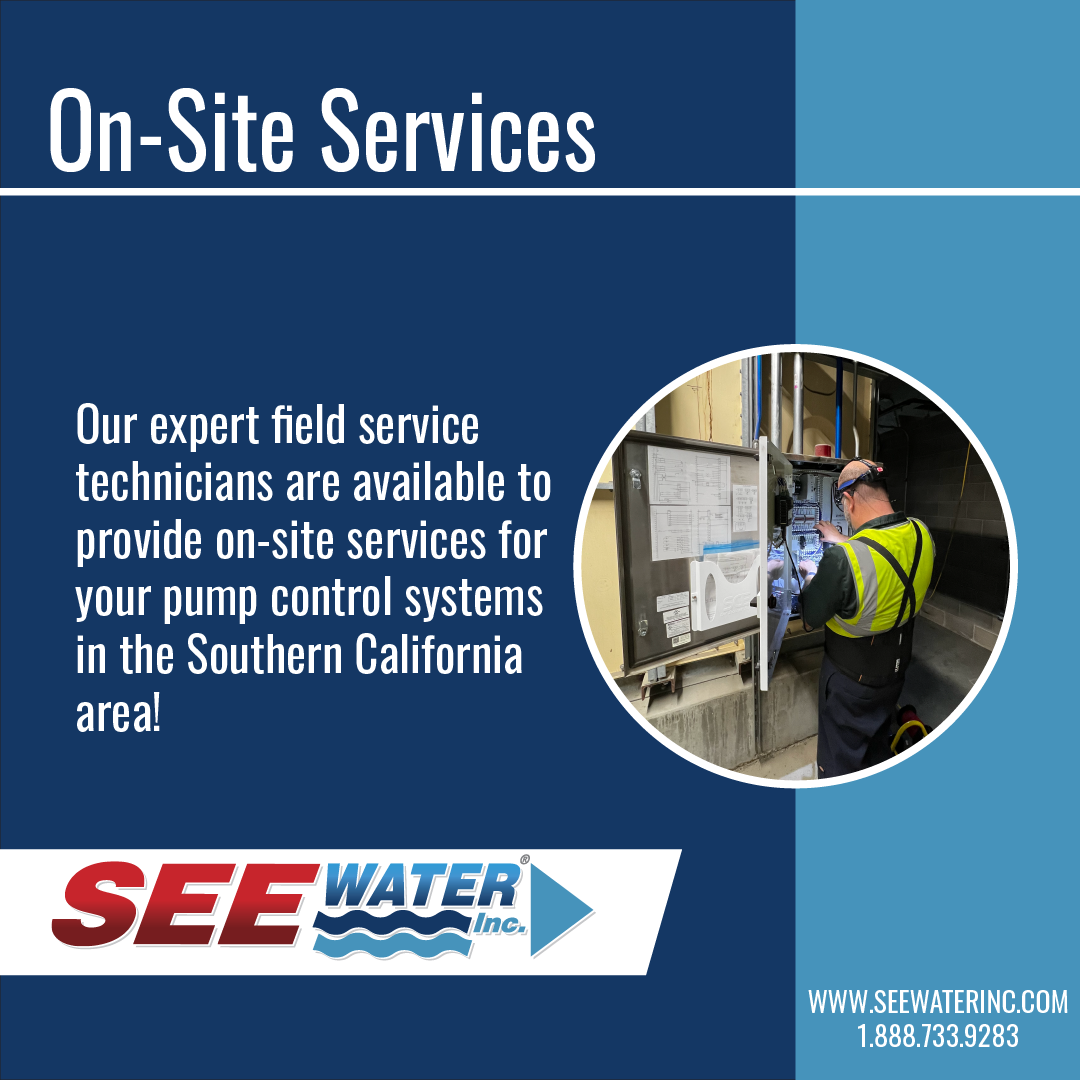 On-Site Services
Our expert field service
technicians are available to
provide on-site services for
your pump control systems
in the Southern California
area!
SEE WATER®
Inc.
WWW.SEEWATERINC.COM
1.888.733.9283